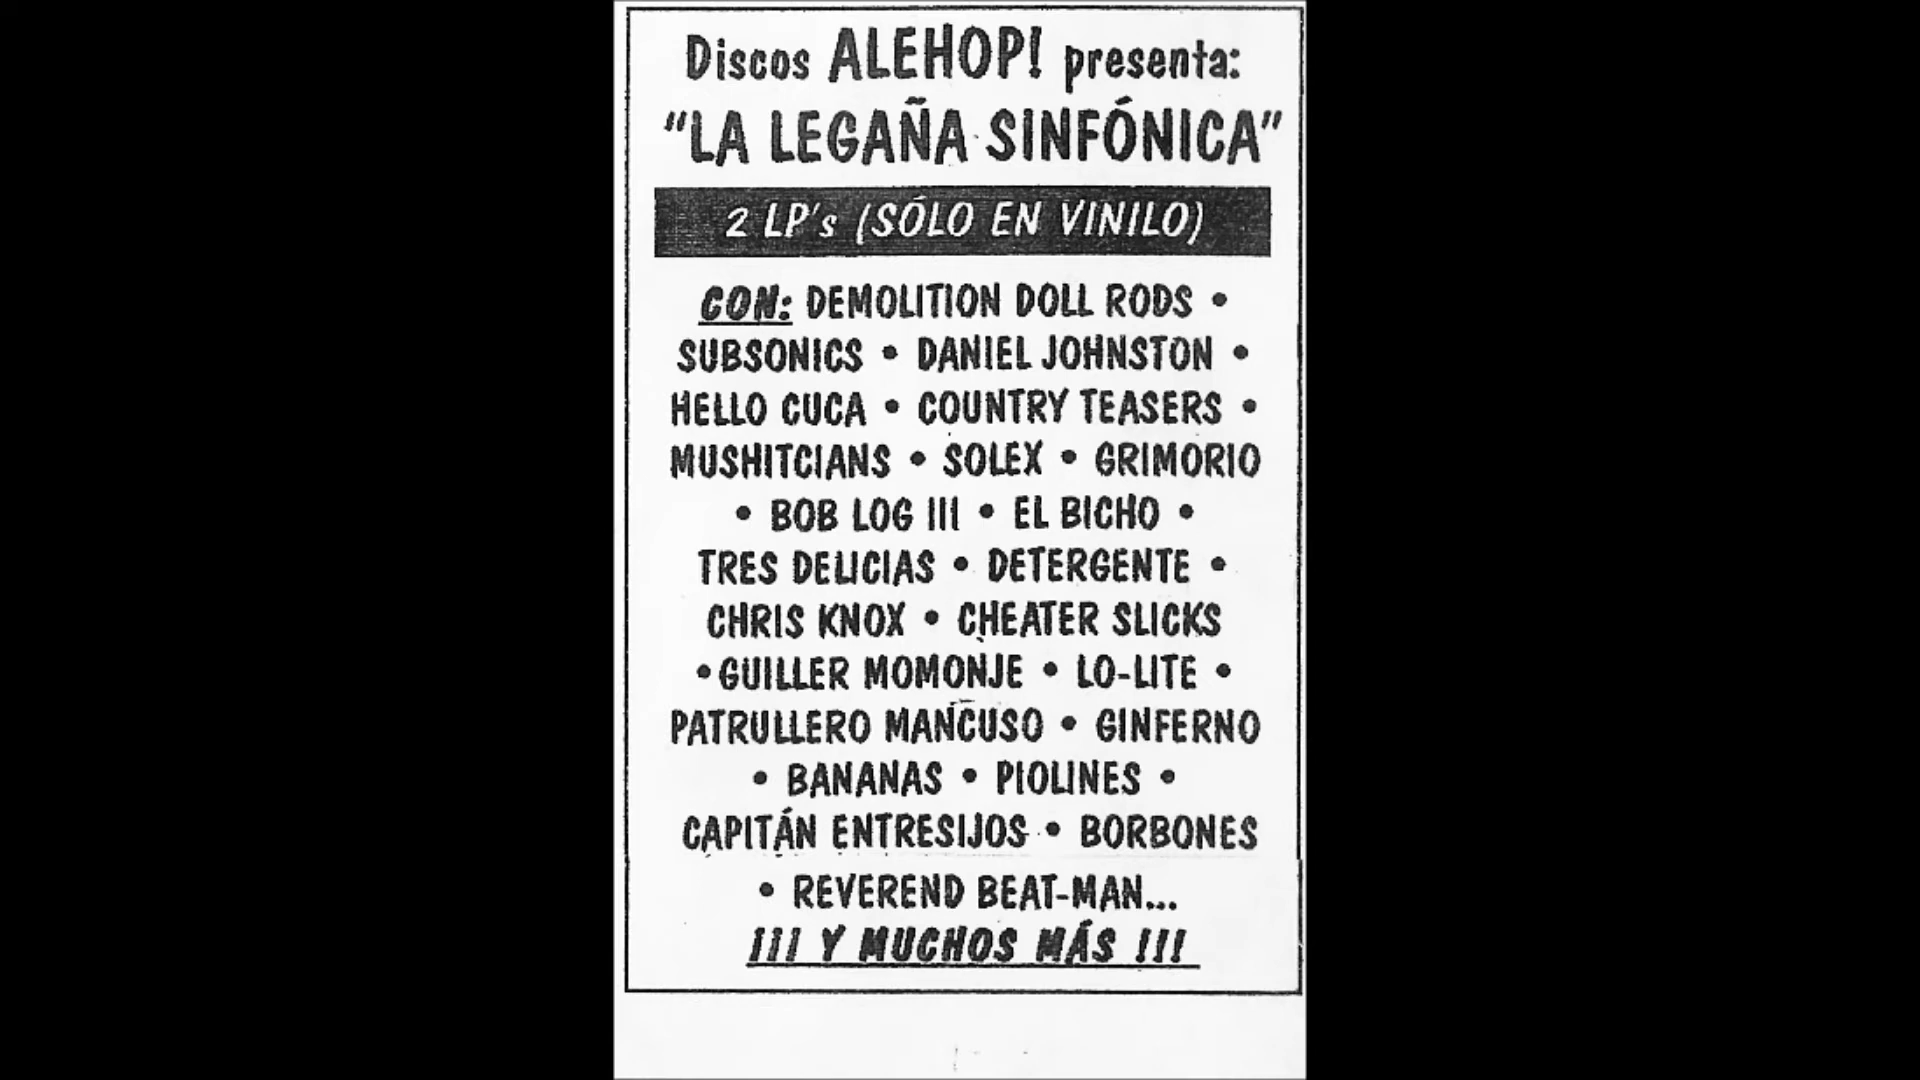 Discos ALEHOP! presenta:
"LA LEGAÑA SINFÓNICA"
2 LP's (SÓLO EN VINILO)
CON: DEMOLITION DOLL RODS •
SUBSONICS • DANIEL JOHNSTON •
HELLO CUCA • COUNTRY TEASERS •
MUSHITCIANS • SOLEX • GRIMORIO
• BOB LOG III • EL BICHO •
TRES DELICIAS • DETERGENTE •
CHRIS KNOX • CHEATER SLICKS
• GUILLER MOMONJE • LO-LITE •
PATRULLERO MANCUSO • GINFERNO
• BANANAS • PIOLINES •
CAPITÁN ENTRESIJOS • BORBONES
• REVEREND BEAT-MAN...
¡¡¡ Y MUCHOS MÁS !!!